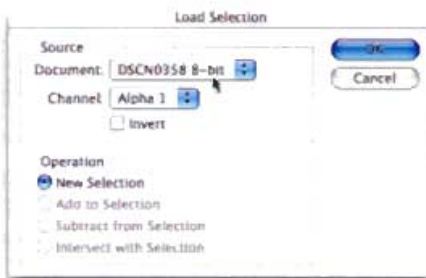 Load Selection
Source
Document: DSCN0358 8-bit
OK
Channel: Alpha 1
Cancel
Invert
Operation
New Selection
Add to Selection
Subtract from Selection
Intersect with Selection